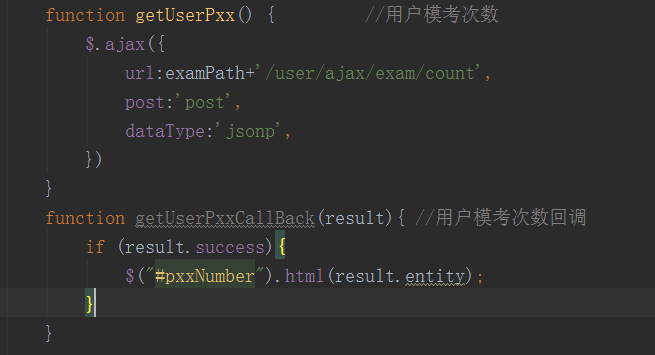 function getUserPxx() {        //用户模考次数
    $.ajax({
        url:examPath+'/user/ajax/exam/count',
        post:'post',
        dataType:'jsonp',
    })
}
function getUserPxxCallBack(result){ //用户模考次数回调
    if (result.success){
        $("#pxxNumber").html(result.entity);
    }
}